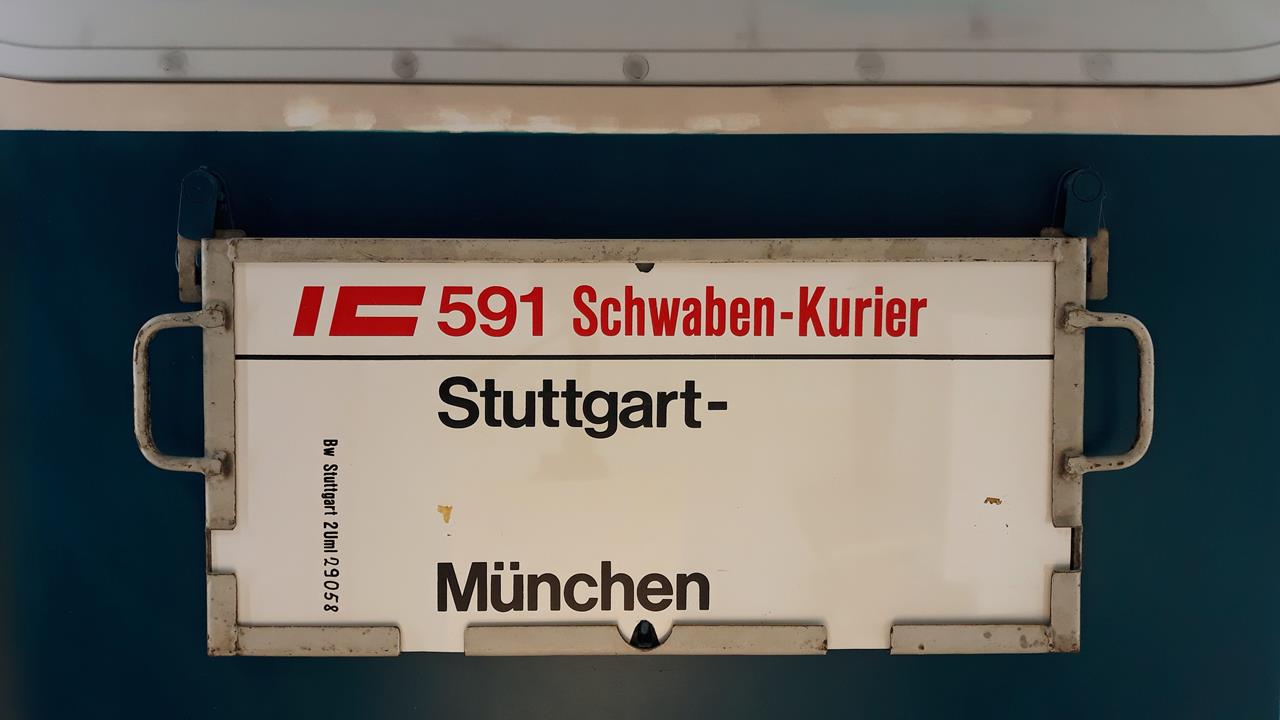 IC 591 Schwaben-Kurier
Stuttgart-
München
Bw Stuttgart 2Uml 29058